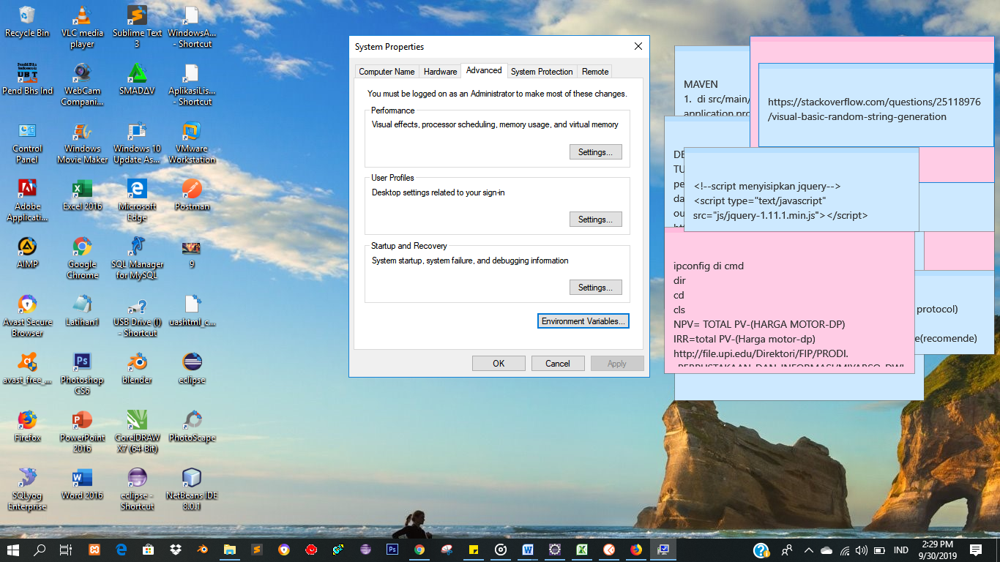 Recycle Bin
VLC media
player
Sublime Text
3
WindowsA...
- Shortcut
Pend Bhs Ind
WebCam
Compani...
SMADΔV
AplikasiLis...
- Shortcut
Control
Panel
Windows
Movie Maker
Windows 10
Update As...
VMware
Workstation
Adobe
Applicati...
Excel 2016
Microsoft
Edge
Postman
AIMP
Google
Chrome
SQL Manager
for MySQL
9
Avast Secure
Browser
Latihan1
USB Drive (I)
- Shortcut
uashtml_c...
avast_free_...
Photoshop
CS6
blender
eclipse
Firefox
PowerPoint
2016
CorelDRAW
X7 (64-Bit)
PhotoScape
SQLyog
Enterprise
Word 2016
eclipse -
Shortcut
NetBeans IDE
8.0.1
System Properties
Computer Name
Hardware
Advanced
System Protection
Remote
You must be logged on as an Administrator to make most of these changes.
Performance
Visual effects, processor scheduling, memory usage, and virtual memory
Settings...
User Profiles
Desktop settings related to your sign-in
Settings...
Startup and Recovery
System startup, system failure, and debugging information
Settings...
Environment Variables...
OK
Cancel
Apply
MAVEN
1. di src/main/
application pro
https://stackoverflow.com/questions/25118976
/visual-basic-random-string-generation
TU
pe
da
ou
<!--script menyisipkan jquery-->
<script type="text/javascript"
src="js/jquery-1.11.1.min.js"></script>
ipconfig di cmd
dir
cd
cls
NPV= TOTAL PV-(HARGA MOTOR-DP)
IRR=total PV-(Harga motor-dp)
http://file.upi.edu/Direktori/FIP/PRODI.
protocol)
e(recomende)
IND
2:29 PM
9/30/2019